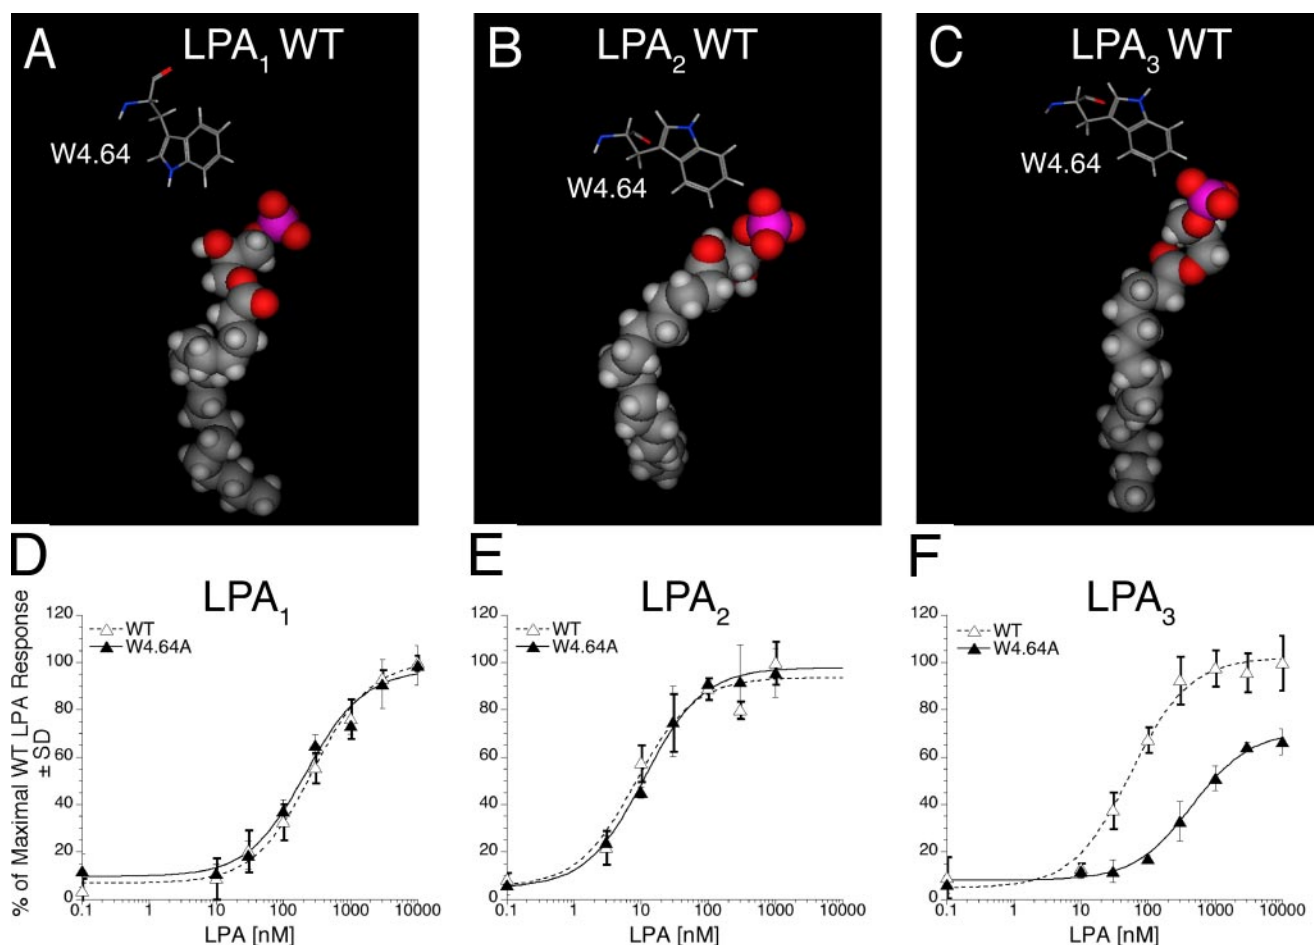 A LPA1 WT
W4.64
B LPA2 WT
W4.64
C LPA3 WT
W4.64
D LPA1
% of Maximal WT LPA Response
± SD
120
100
80
60
40
20
0
WT
W4.64A
0.1 1 10 100 1000 10000
LPA [nM]
E LPA2
120
100
80
60
40
20
0
WT
W4.64A
0.1 1 10 100 1000 10000
LPA [nM]
F LPA3
120
100
80
60
40
20
0
WT
W4.64A
0.1 1 10 100 1000 10000
LPA [nM]